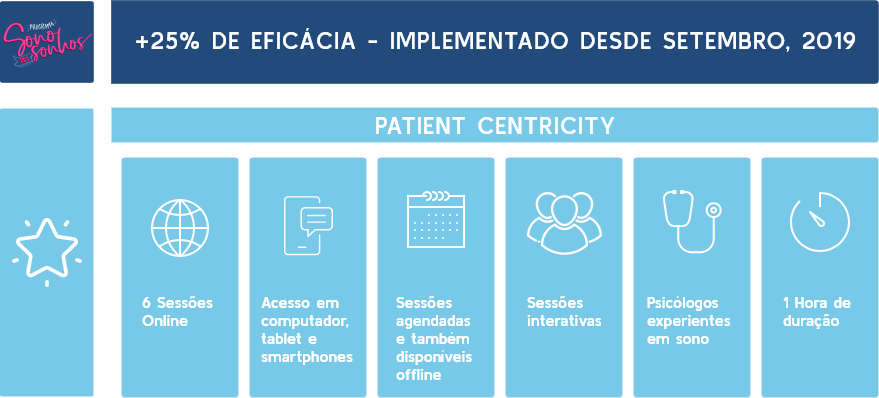 PROGRAMA
Sono
dos
sonhos
+25% DE EFICÁCIA - IMPLEMENTADO DESDE SETEMBRO, 2019
PATIENT CENTRICITY
6 Sessões
Online
Acesso em
computador,
tablet e
smartphones
Sessões
agendadas
e também
disponíveis
offline
Sessões
interativas
Psicólogos
experientes
em sono
1 Hora de
duração